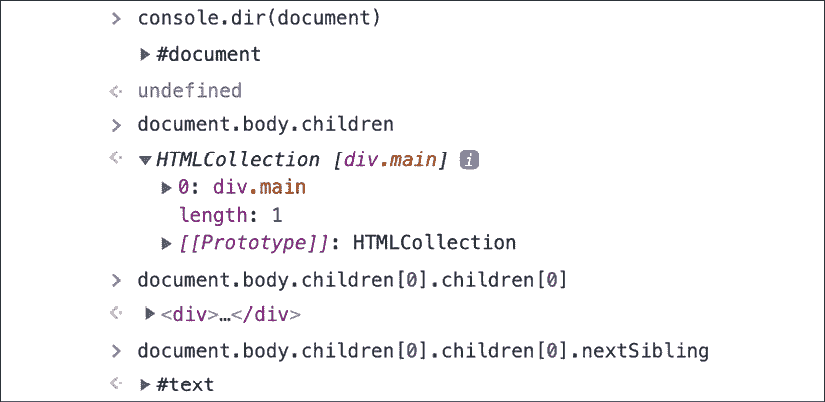 console.dir(document)
#document
undefined
document.body.children
HTMLCollection [div.main] i
0: div.main
length: 1
[[Prototype]]: HTMLCollection
document.body.children[0].children[0]
<div>…</div>
document.body.children[0].children[0].nextSibling
#text